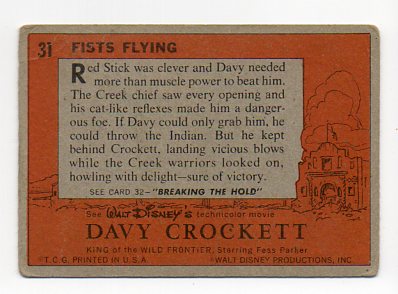 31 FISTS FLYING
Red Stick was clever and Davy needed
more than muscle power to beat him.
The Creek chief saw every opening and
his cat-like reflexes made him a danger-
ous foe. If Davy could only grab him, he
could throw the Indian. But he kept
behind Crockett, landing vicious blows
while the Creek warriors looked on,
howling with delight—sure of victory.
SEE CARD 32—"BREAKING THE HOLD"
See WALT DISNEY'S technicolor movie
DAVY CROCKETT
KING of the WILD FRONTIER, Starring Fess Parker
©T.C.G. PRINTED IN U.S.A. ©WALT DISNEY PRODUCTIONS, INC.